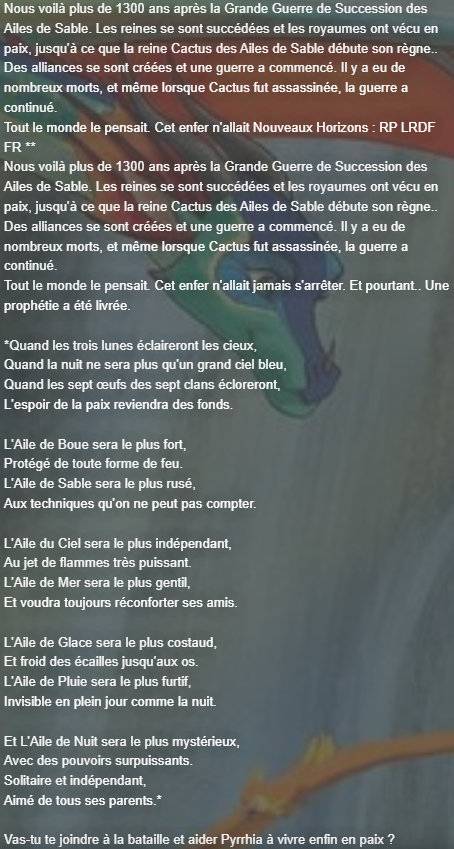 Nous voilà plus de 1300 ans après la Grande Guerre de Succession des
Ailes de Sable. Les reines se sont succédées et les royaumes ont vécu en
paix, jusqu'à ce que la reine Cactus des Ailes de Sable débute son règne..
Des alliances se sont créées et une guerre a commencé. Il y a eu de
nombreux morts, et même lorsque Cactus fut assassinée, la guerre a
continué.
Tout le monde le pensait. Cet enfer n'allait Nouveaux Horizons : RP LRDF
FR **
Nous voilà plus de 1300 ans après la Grande Guerre de Succession des
Ailes de Sable. Les reines se sont succédées et les royaumes ont vécu en
paix, jusqu'à ce que la reine Cactus des Ailes de Sable débute son règne..
Des alliances se sont créées et une guerre a commencé. Il y a eu de
nombreux morts, et même lorsque Cactus fut assassinée, la guerre a
continué.
Tout le monde le pensait. Cet enfer n'allait jamais s'arrêter. Et pourtant.. Une
prophétie a été livrée.

*Quand les trois lunes éclaireront les cieux,
Quand la nuit ne sera plus qu'un grand ciel bleu,
Quand les sept œufs des sept clans écloreront,
L'espoir de la paix reviendra des fonds.

L'Aile de Boue sera le plus fort,
Protégé de toute forme de feu.
L'Aile de Sable sera le plus rusé,
Aux techniques qu'on ne peut pas compter.

L'Aile du Ciel sera le plus indépendant,
Au jet de flammes très puissant.
L'Aile de Mer sera le plus gentil,
Et voudra toujours réconforter ses amis.

L'Aile de Glace sera le plus costaud,
Et froid des écailles jusqu'aux os.
L'Aile de Pluie sera le plus furtif,
Invisible en plein jour comme la nuit.

Et L'Aile de Nuit sera le plus mystérieux,
Avec des pouvoirs surpuissants.
Solitaire et indépendant,
Aimé de tous ses parents.*

Vas-tu te joindre à la bataille et aider Pyrrhia à vivre enfin en paix ?